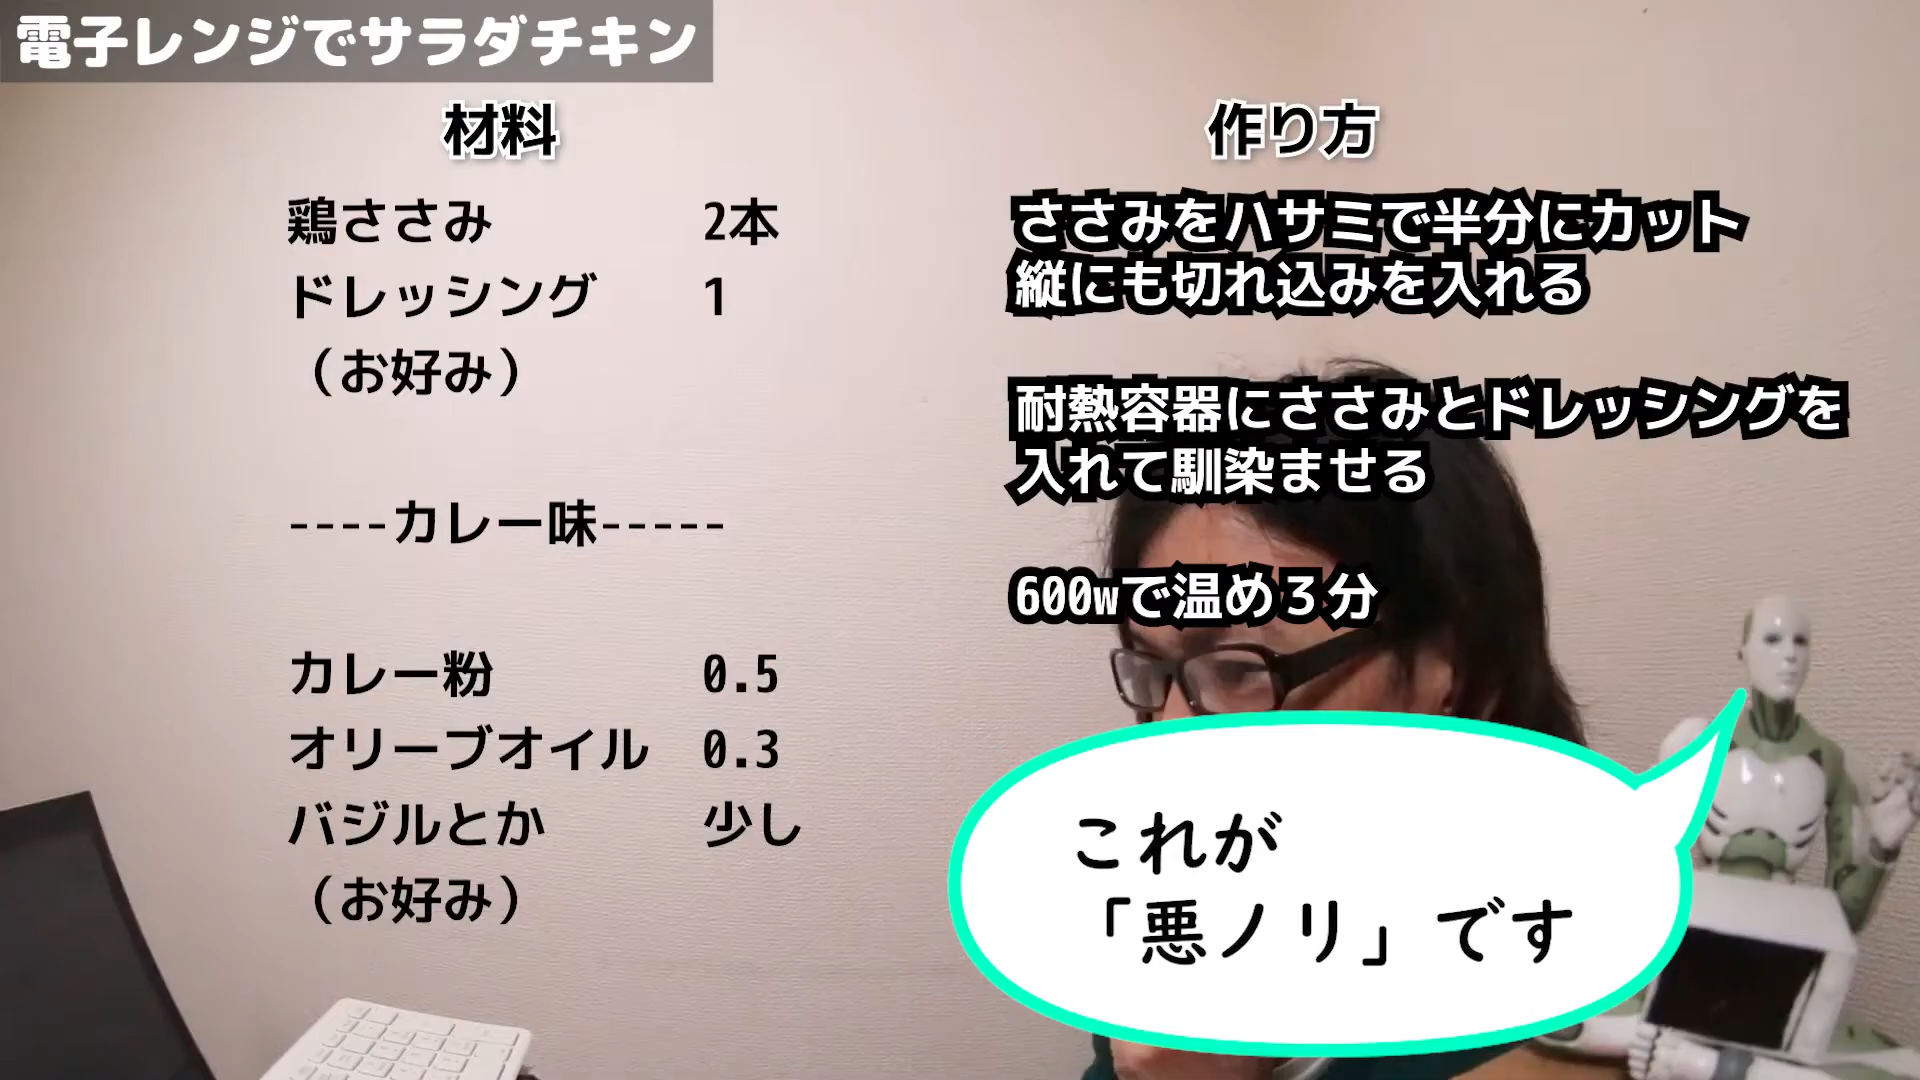 電子レンジでサラダチキン
材料
鶏ささみ 2本
ドレッシング 1
（お好み）
----カレー味-----
カレー粉 0.5
オリーブオイル 0.3
バジルとか 少し
（お好み）
作り方
ささみをハサミで半分にカット
縦にも切れ込みを入れる
耐熱容器にささみとドレッシングを
入れて馴染ませる
600wで温め３分
これが
「悪ノリ」です